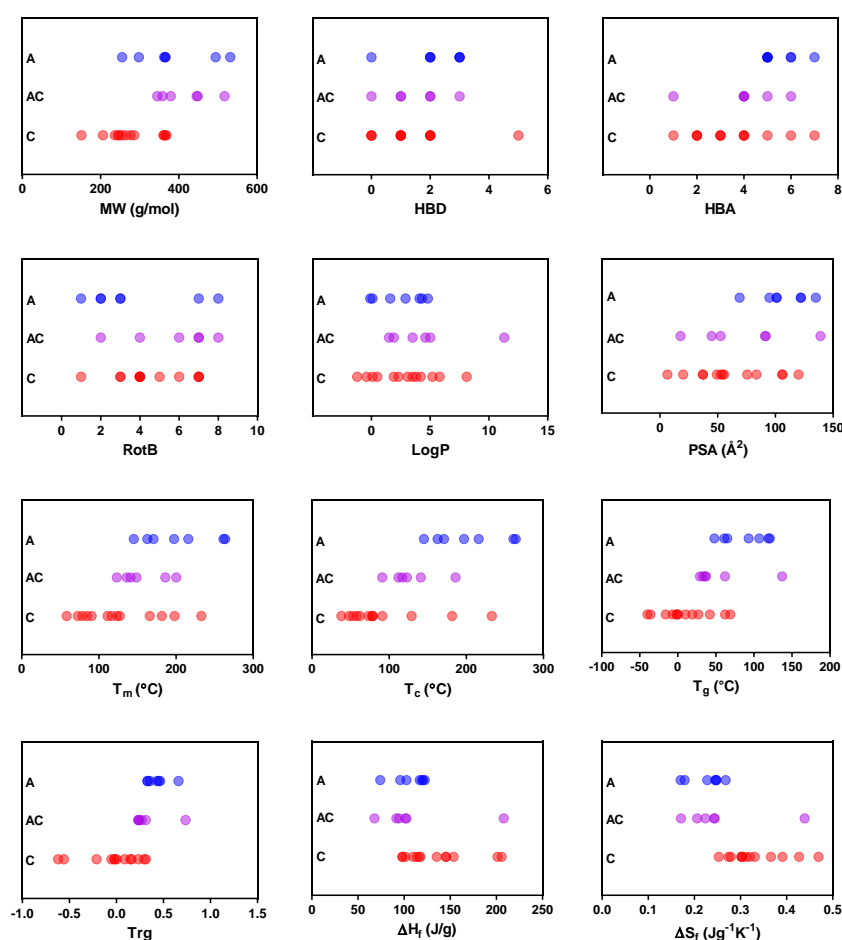 A
AC
C
0 200 400 600
MW (g/mol)
A
AC
C
0 2 4 6
HBD
A
AC
C
0 2 4 6 8
HBA
A
AC
C
0 2 4 6 8 10
RotB
A
AC
C
0 5 10 15
LogP
A
AC
C
0 50 100 150
PSA (Å²)
A
AC
C
0 100 200 300
Tm (°C)
A
AC
C
0 100 200 300
Tc (°C)
A
AC
C
-100 -50 0 50 100 150 200
Tg (°C)
A
AC
C
-1.0 -0.5 0.0 0.5 1.0 1.5
Trg
A
AC
C
0 50 100 150 200 250
ΔHf (J/g)
A
AC
C
0.0 0.1 0.2 0.3 0.4 0.5
ΔSf (Jg⁻¹K⁻¹)